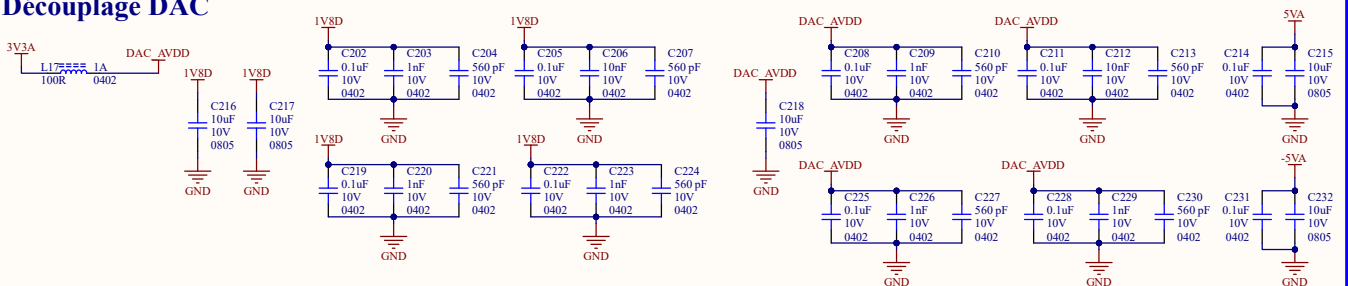 Découplage DAC
3V3A
DAC_AVDD
L17
100R
1A
0402
1V8D
C216
10uF
10V
0805
GND
1V8D
C217
10uF
10V
0805
GND
1V8D
C202
0.1uF
10V
0402
C203
1nF
10V
0402
C204
560 pF
10V
0402
GND
1V8D
C205
0.1uF
10V
0402
C206
10nF
10V
0402
C207
560 pF
10V
0402
GND
1V8D
C219
0.1uF
10V
0402
C220
1nF
10V
0402
C221
560 pF
10V
0402
GND
1V8D
C222
0.1uF
10V
0402
C223
1nF
10V
0402
C224
560 pF
10V
0402
GND
DAC_AVDD
C218
10uF
10V
0805
GND
DAC_AVDD
C208
0.1uF
10V
0402
C209
1nF
10V
0402
C210
560 pF
10V
0402
GND
DAC_AVDD
C211
0.1uF
10V
0402
C212
10nF
10V
0402
C213
560 pF
10V
0402
GND
5VA
C214
0.1uF
10V
0402
C215
10uF
10V
0805
GND
DAC_AVDD
C225
0.1uF
10V
0402
C226
1nF
10V
0402
C227
560 pF
10V
0402
GND
DAC_AVDD
C228
0.1uF
10V
0402
C229
1nF
10V
0402
C230
560 pF
10V
0402
GND
-5VA
C231
0.1uF
10V
0402
C232
10uF
10V
0805
GND